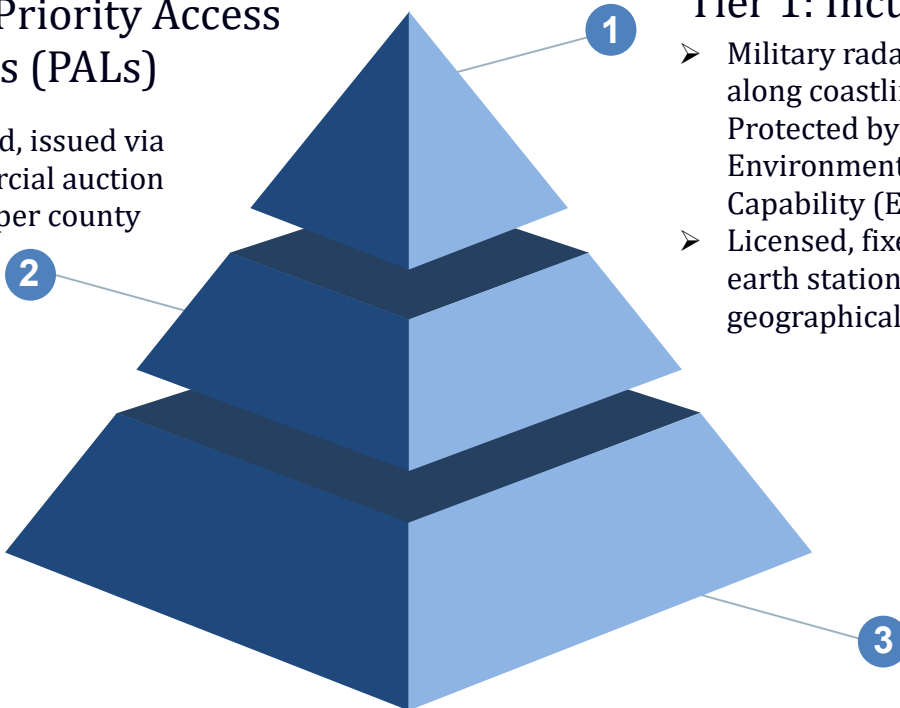 Priority Access
s (PALs)
d, issued via
rcial auction
per county
2
1
Tier 1: Incu
Military rada
along coastli
Protected by
Environment
Capability (E
Licensed, fixe
earth station
geographical
3